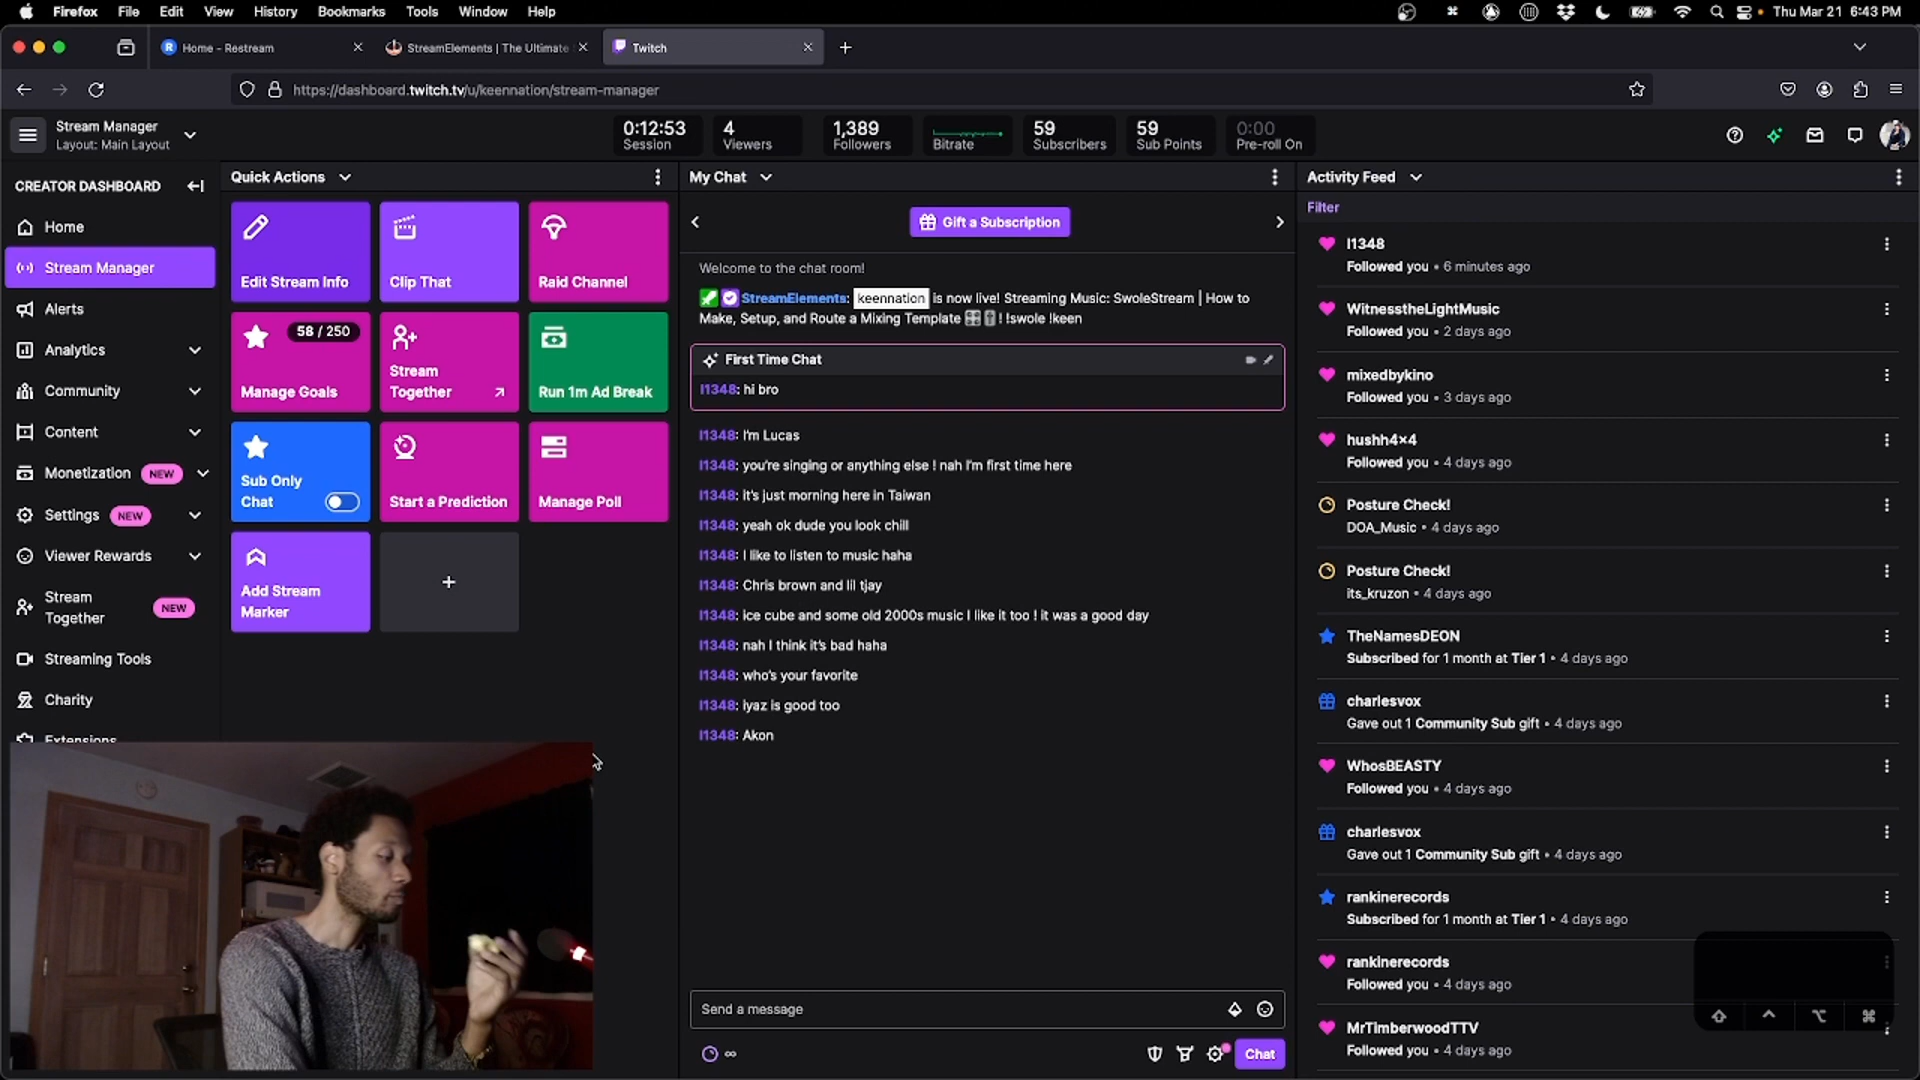 Firefox File Edit View History Bookmarks Tools Window Help Thu Mar 21 6:43 PM
Home - Restream StreamElements | The Ultimate Twitch
https://dashboard.twitch.tv/u/keennation/stream-manager
Stream Manager
Layout: Main Layout
0:12:53 4 1,389 59 59 0:00
Session Viewers Followers Bitrate Subscribers Sub Points Pre-roll On
CREATOR DASHBOARD
Home
Stream Manager
Alerts
Analytics
Community
Content
Monetization NEW
Settings NEW
Viewer Rewards
Stream
Together NEW
Streaming Tools
Charity
Extensions
Quick Actions
Edit Stream Info
Clip That
Raid Channel
58 / 250
Manage Goals
Stream
Together
Run 1m Ad Break
Sub Only
Chat
Start a Prediction
Manage Poll
Add Stream
Marker
My Chat
Gift a Subscription
Welcome to the chat room!
StreamElements: keennation is now live! Streaming Music: SwoleStream | How to
Make, Setup, and Route a Mixing Template 🎛️🎚️ ! !swole !keen
First Time Chat
l1348: hi bro
l1348: I'm Lucas
l1348: you're singing or anything else ! nah I'm first time here
l1348: it's just morning here in Taiwan
l1348: yeah ok dude you look chill
l1348: I like to listen to music haha
l1348: Chris brown and lil tjay
l1348: ice cube and some old 2000s music I like it too ! it was a good day
l1348: nah I think it's bad haha
l1348: who's your favorite
l1348: iyaz is good too
l1348: Akon
Send a message
∞
Chat
Activity Feed
Filter
l1348
Followed you • 6 minutes ago
WitnesstheLightMusic
Followed you • 2 days ago
mixedbykino
Followed you • 3 days ago
hushh4x4
Followed you • 4 days ago
Posture Check!
DOA_Music • 4 days ago
Posture Check!
its_kruzon • 4 days ago
TheNamesDEON
Subscribed for 1 month at Tier 1 • 4 days ago
charlesvox
Gave out 1 Community Sub gift • 4 days ago
WhosBEASTY
Followed you • 4 days ago
charlesvox
Gave out 1 Community Sub gift • 4 days ago
rankinerecords
Subscribed for 1 month at Tier 1 • 4 days ago
rankinerecords
Followed you • 4 days ago
MrTimberwoodTTV
Followed you • 4 days ago